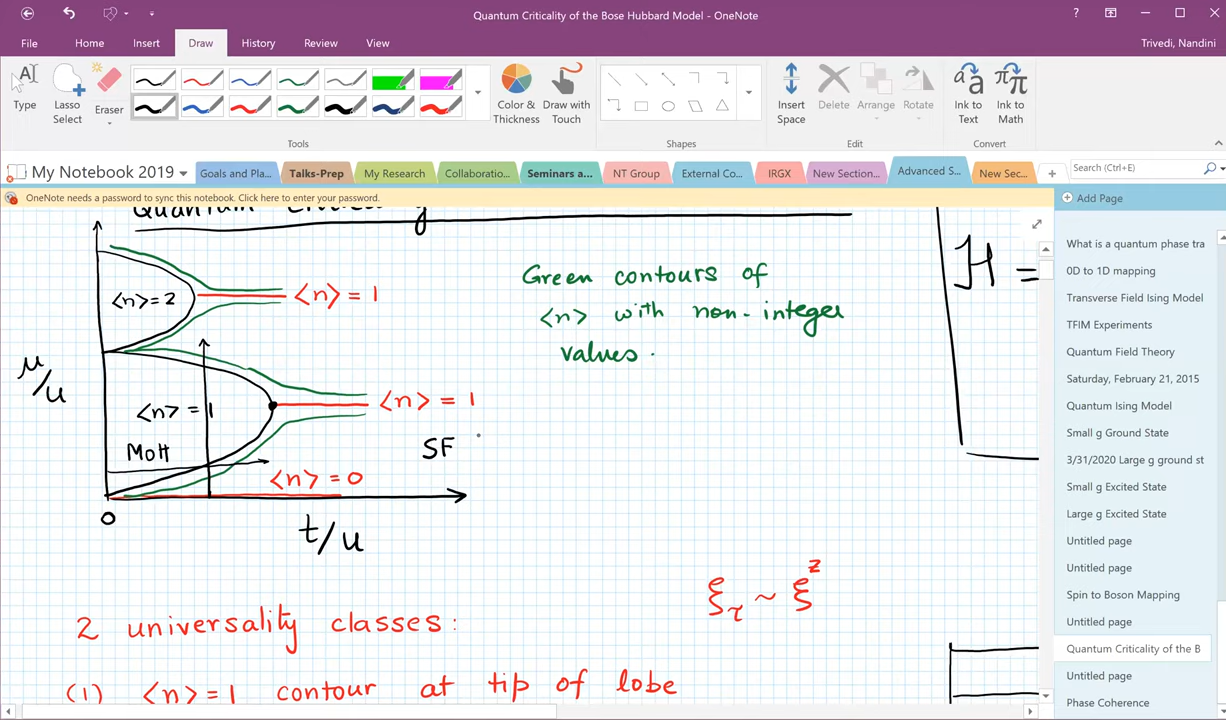 Quantum Criticality of the Bose Hubbard Model - OneNote
?
Trivedi, Nandini
File Home Insert Draw History Review View
Type
Lasso Select
Eraser
Color & Thickness
Draw with Touch
Insert Space
Delete
Arrange
Rotate
Ink to Text
Ink to Math
Tools
Shapes
Edit
Convert
My Notebook 2019
Goals and Pla...
Talks-Prep
My Research
Collaboratio...
Seminars a...
NT Group
External Co...
IRGX
New Section...
Advanced S...
New Sec...
Search (Ctrl+E)
OneNote needs a password to sync this notebook. Click here to enter your password.
Add Page
Quantum Criticality
<n>=2
<n> = 1
Green contours of
<n> with non-integer
values.
μ/u
<n> = 1
<n> = 1
Mott
SF
<n> = 0
0
t/u
ξτ ~ ξ^z
2 universality classes:
(1) <n>=1 contour at tip of lobe
H =
What is a quantum phase tra
0D to 1D mapping
Transverse Field Ising Model
TFIM Experiments
Quantum Field Theory
Saturday, February 21, 2015
Quantum Ising Model
Small g Ground State
3/31/2020 Large g ground st
Small g Excited State
Large g Excited State
Untitled page
Untitled page
Spin to Boson Mapping
Untitled page
Quantum Criticality of the B
Untitled page
Phase Coherence